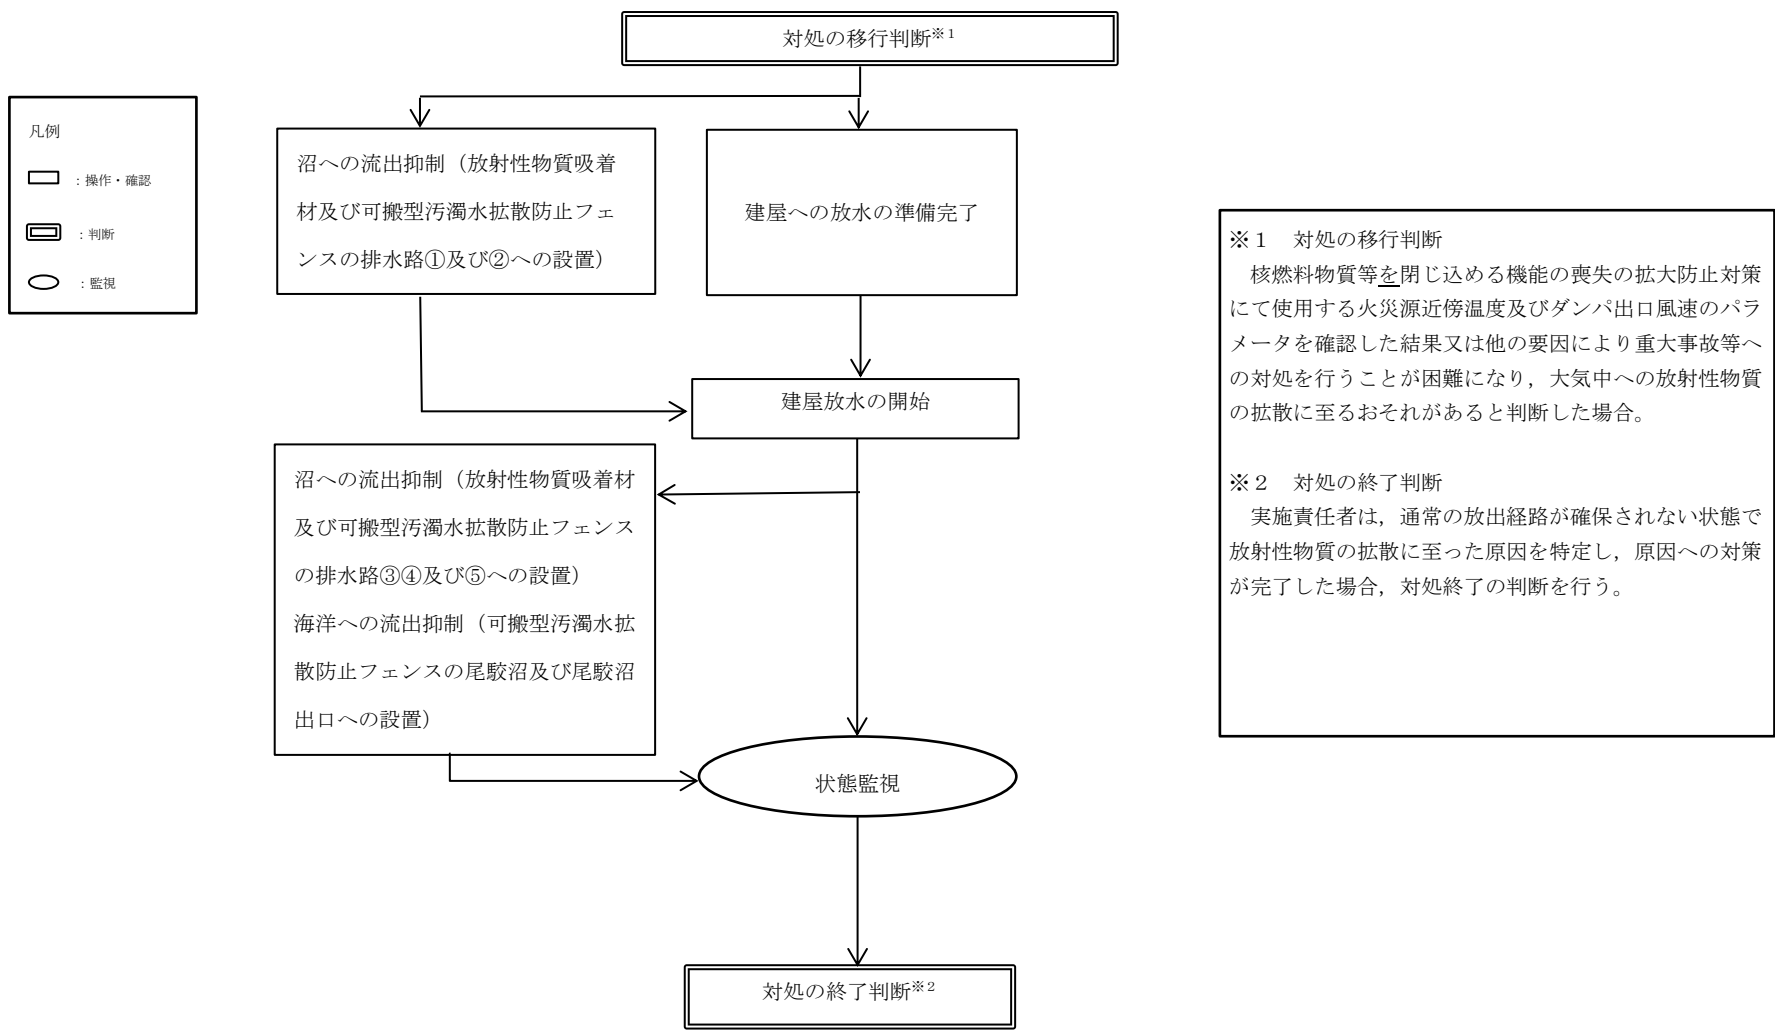 対処の移行判断※1
凡例
：操作・確認
：判断
：監視
沼への流出抑制（放射性物質吸着
材及び可搬型汚濁水拡散防止フェ
ンスの排水路①及び②への設置）
建屋への放水の準備完了
建屋放水の開始
沼への流出抑制（放射性物質吸着材
及び可搬型汚濁水拡散防止フェンス
の排水路③④及び⑤への設置）
海洋への流出抑制（可搬型汚濁水拡
散防止フェンスの尾駮沼及び尾駮沼
出口への設置）
状態監視
対処の終了判断※2
※１　対処の移行判断
核燃料物質等を閉じ込める機能の喪失の拡大防止対策
にて使用する火災源近傍温度及びダンパ出口風速のパラ
メータを確認した結果又は他の要因により重大事故等へ
の対処を行うことが困難になり，大気中への放射性物質
の拡散に至るおそれがあると判断した場合。
※２　対処の終了判断
実施責任者は，通常の放出経路が確保されない状態で
放射性物質の拡散に至った原因を特定し，原因への対策
が完了した場合，対処終了の判断を行う。